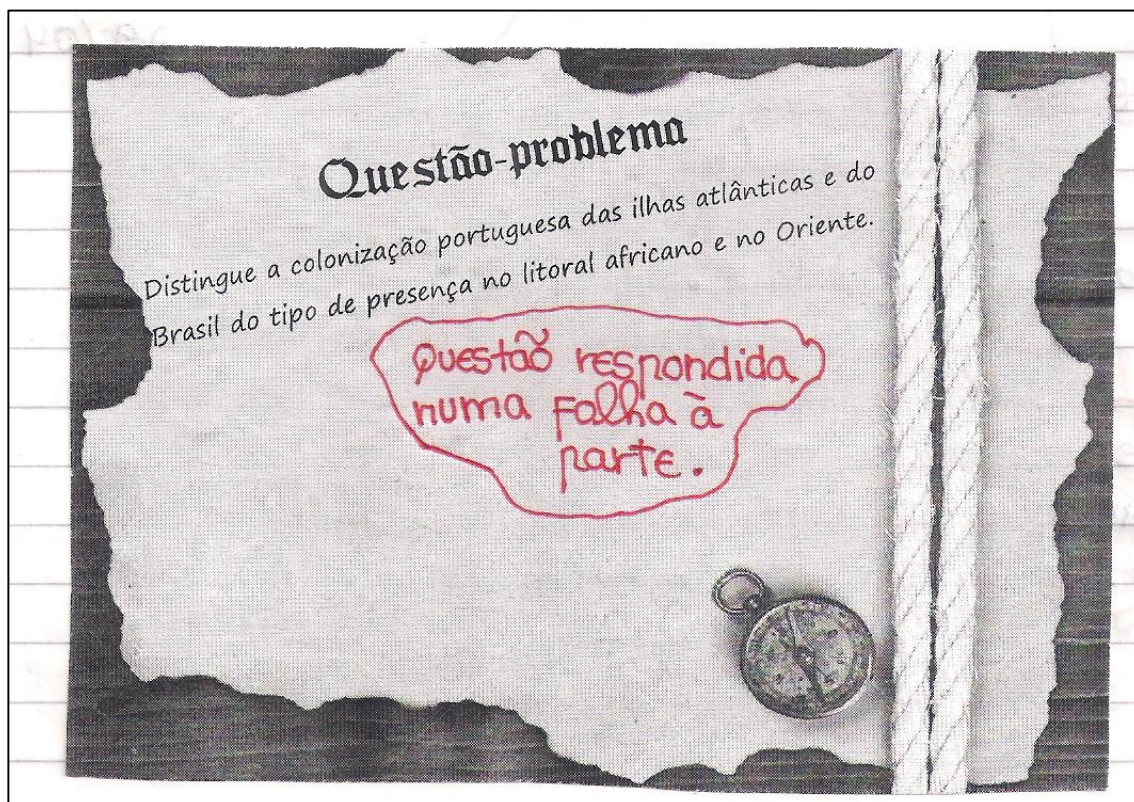 Questão-problema
Distingue a colonização portuguesa das ilhas atlânticas e do
Brasil do tipo de presença no litoral africano e no Oriente.
Questão respondida
numa folha à
parte.